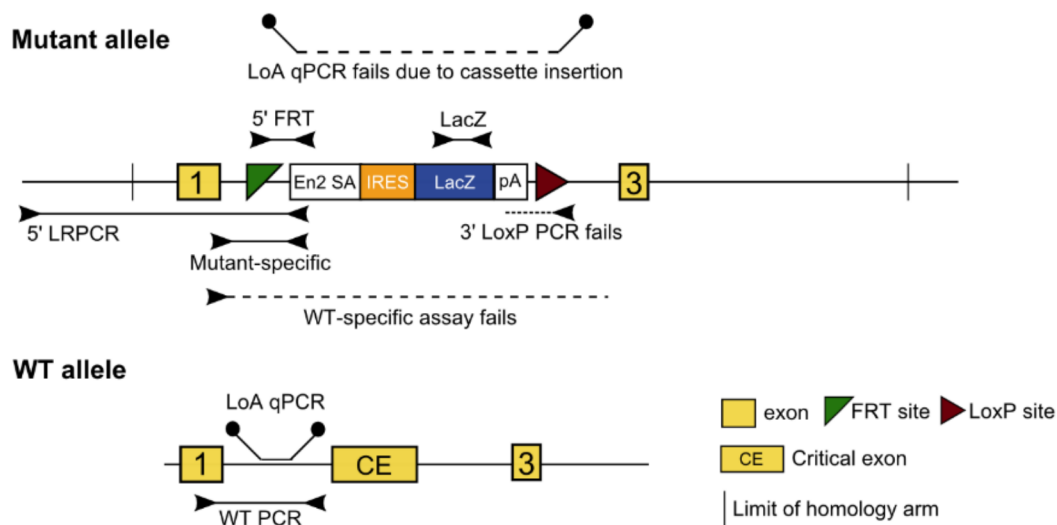 Mutant allele
LoA qPCR fails due to cassette insertion
5' FRT
LacZ
1
En2 SA
IRES
LacZ
pA
3
5' LRPCR
3' LoxP PCR fails
Mutant-specific
WT-specific assay fails
WT allele
LoA qPCR
1
CE
3
WT PCR
exon
FRT site
LoxP site
CE
Critical exon
Limit of homology arm